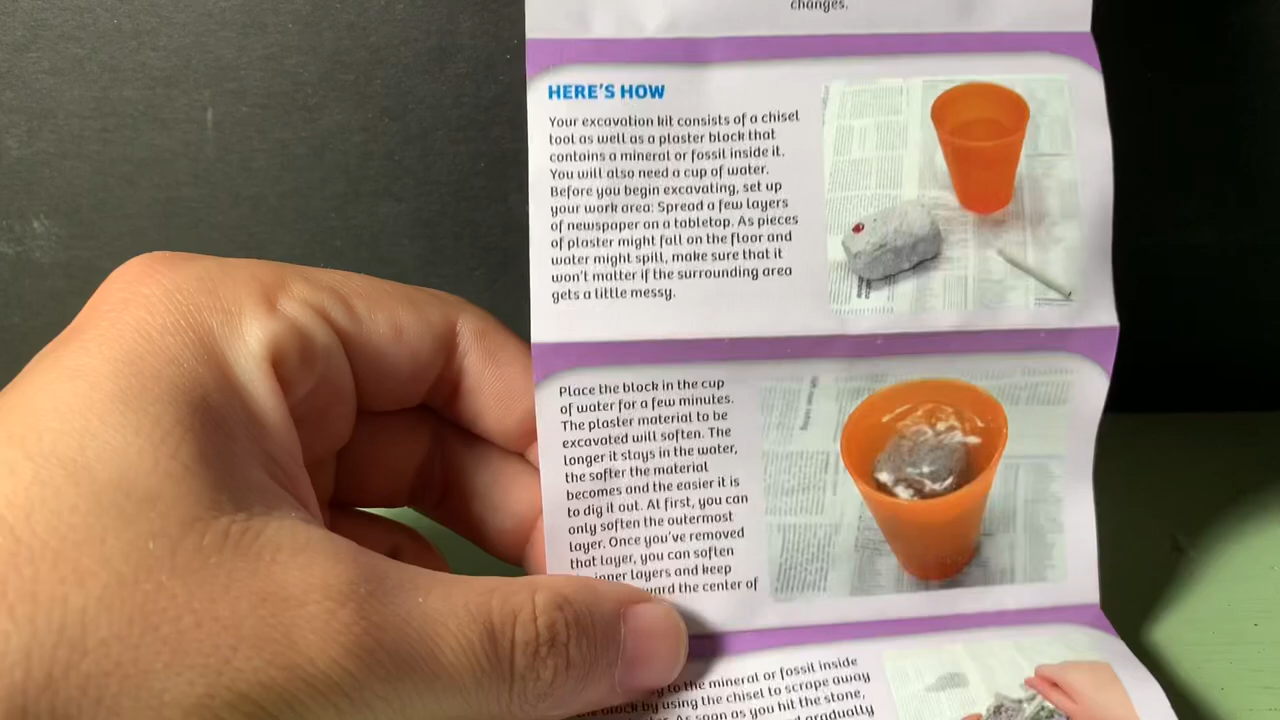 changes.
HERE'S HOW
Your excavation kit consists of a chisel
tool as well as a plaster block that
contains a mineral or fossil inside it.
You will also need a cup of water.
Before you begin excavating, set up
your work area: Spread a few layers
of newspaper on a tabletop. As pieces
of plaster might fall on the floor and
water might spill, make sure that it
won't matter if the surrounding area
gets a little messy.
Place the block in the cup
of water for a few minutes.
The plaster material to be
excavated will soften. The
longer it stays in the water,
the softer the material
becomes and the easier it is
to dig it out. At first, you can
only soften the outermost
layer. Once you've removed
that layer, you can soften
inner layers and keep
the center of
to the mineral or fossil inside
block by using the chisel to scrape away
As soon as you hit the stone,
gradually